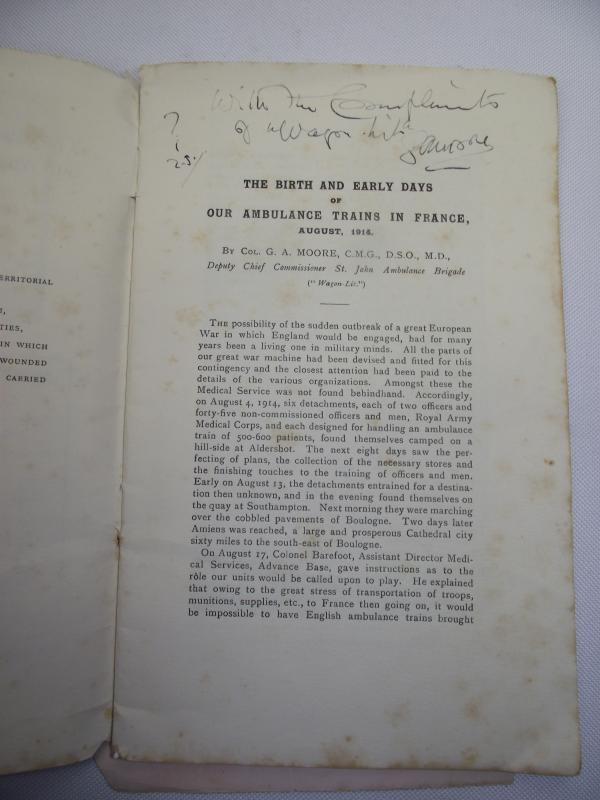 ERRITORIAL
TIES,
IN WHICH
WOUNDED
CARRIED
With the Compliments
of "Wagon-Lit"
GAMoore
?
THE BIRTH AND EARLY DAYS
OF
OUR AMBULANCE TRAINS IN FRANCE,
AUGUST, 1914.
BY COL. G. A. MOORE, C.M.G., D.S.O., M.D.,
Deputy Chief Commissioner St. John Ambulance Brigade
("Wagon-Lit.")
THE possibility of the sudden outbreak of a great European
War in which England would be engaged, had for many
years been a living one in military minds. All the parts of
our great war machine had been devised and fitted for this
contingency and the closest attention had been paid to the
details of the various organizations. Amongst these the
Medical Service was not found behindhand. Accordingly,
on August 4, 1914, six detachments, each of two officers and
forty-five non-commissioned officers and men, Royal Army
Medical Corps, and each designed for handling an ambulance
train of 500-600 patients, found themselves camped on a
hill-side at Aldershot. The next eight days saw the per-
fecting of plans, the collection of the necessary stores and
the finishing touches to the training of officers and men.
Early on August 13, the detachments entrained for a destina-
tion then unknown, and in the evening found themselves on
the quay at Southampton. Next morning they were marching
over the cobbled pavements of Boulogne. Two days later
Amiens was reached, a large and prosperous Cathedral city
sixty miles to the south-east of Boulogne.
On August 17, Colonel Barefoot, Assistant Director Medi-
cal Services, Advance Base, gave instructions as to the
rôle our units would be called upon to play. He explained
that owing to the great stress of transportation of troops,
munitions, supplies, etc., to France then going on, it would
be impossible to have English ambulance trains brought